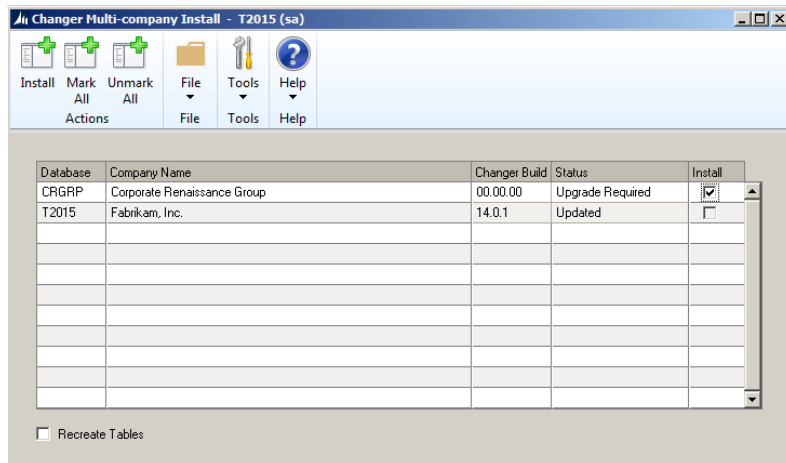 Changer Multi-company Install - T2015 (sa)
Install Mark All Unmark All File Tools Help
Actions File Tools Help
Database Company Name Changer Build Status Install
CRGRP Corporate Renaissance Group 00.00.00 Upgrade Required
T2015 Fabrikam, Inc. 14.0.1 Updated
Recreate Tables